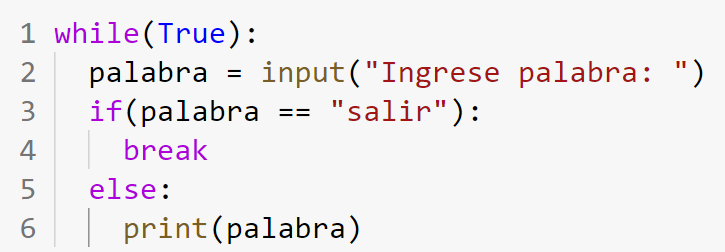 1 while(True):
2   palabra = input("Ingrese palabra: ")
3   if(palabra == "salir"):
4     break
5   else:
6     print(palabra)